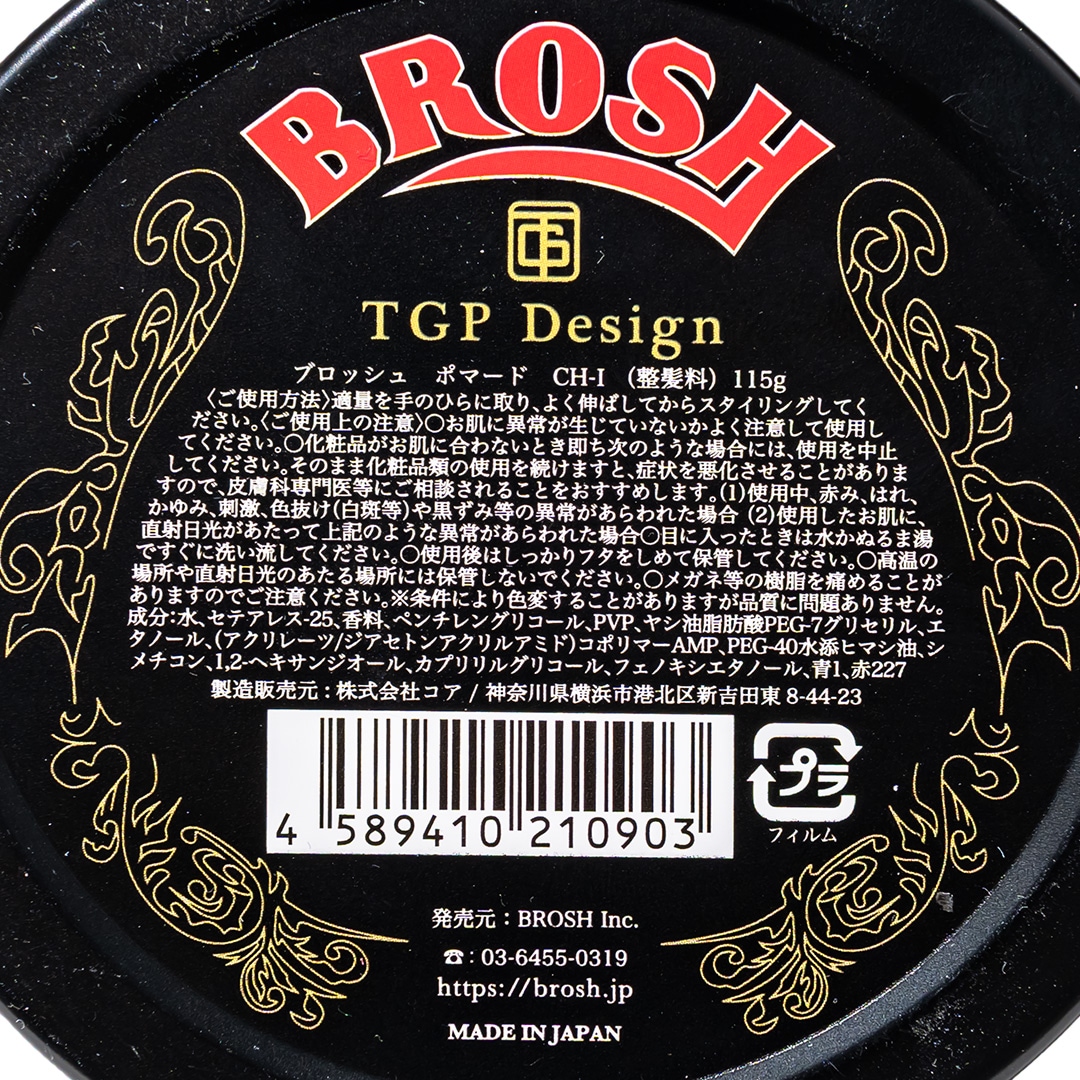 BROSH
TGP Design
ブロッシュ ポマード CH-I （整髪料） 115g
〈ご使用方法〉適量を手のひらに取り、よく伸ばしてからスタイリングしてく
ださい。〈ご使用上の注意〉○お肌に異常が生じていないかよく注意して使用し
てください。○化粧品がお肌に合わないとき即ち次のような場合には、使用を中止
してください。そのまま化粧品類の使用を続けますと、症状を悪化させることがありま
すので、皮膚科専門医等にご相談されることをおすすめします。(1)使用中、赤み、はれ、
かゆみ、刺激、色抜け(白斑等)や黒ずみ等の異常があらわれた場合 (2)使用したお肌に、
直射日光があたって上記のような異常があらわれた場合○目に入ったときは水かぬるま湯
ですぐに洗い流してください。○使用後はしっかりフタをしめて保管してください。○高温の
場所や直射日光のあたる場所には保管しないでください。○メガネ等の樹脂を痛めることが
ありますのでご注意ください。※条件により色変することがありますが品質に問題ありません。
成分:水、セテアレス-25、香料、ペンチレングリコール、PVP、ヤシ油脂肪酸PEG-7グリセリル、エ
タノール、(アクリレーツ/ジアセトンアクリルアミド)コポリマーAMP、PEG-40水添ヒマシ油、シ
メチコン、1,2-ヘキサンジオール、カプリリルグリコール、フェノキシエタノール、青1、赤227
製造販売元：株式会社コア / 神奈川県横浜市港北区新吉田東 8-44-23
4 589410 210903
プラ
フィルム
発売元：BROSH Inc.
☎：03-6455-0319
https://brosh.jp
MADE IN JAPAN